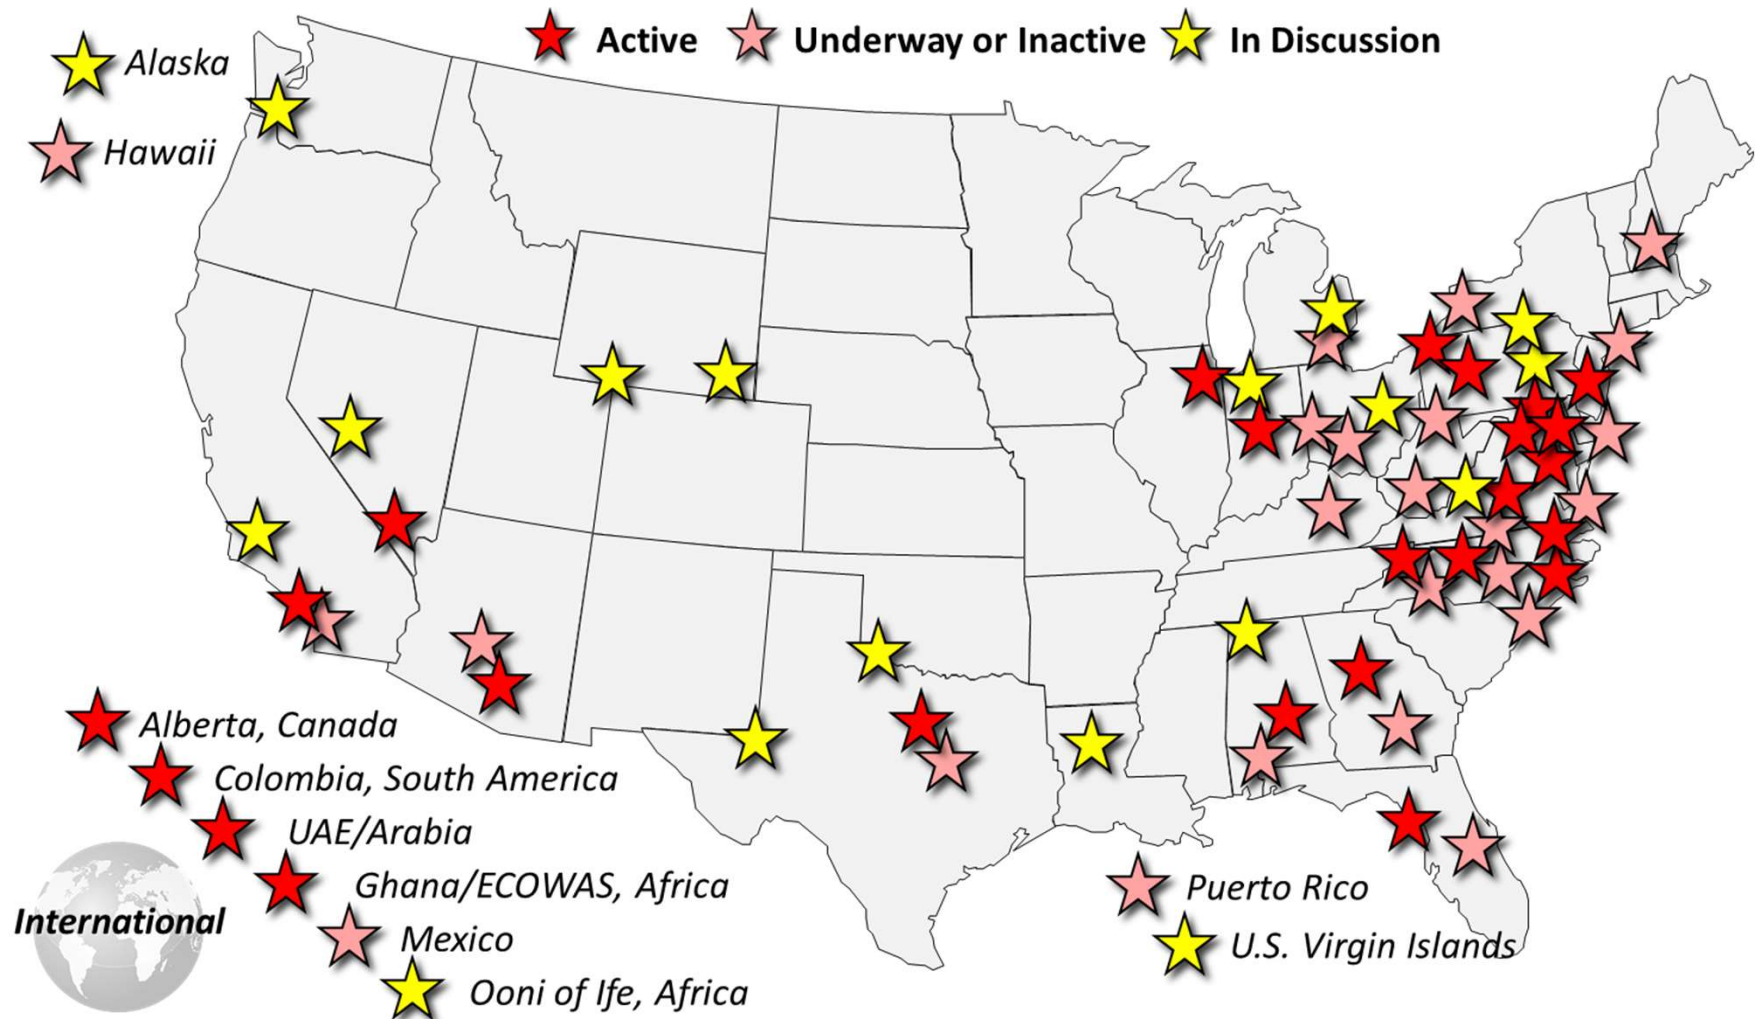 Active
Underway or Inactive
In Discussion
Alaska
Hawaii
Alberta, Canada
Colombia, South America
UAE/Arabia
Ghana/ECOWAS, Africa
International
Mexico
Ooni of Ife, Africa
Puerto Rico
U.S. Virgin Islands